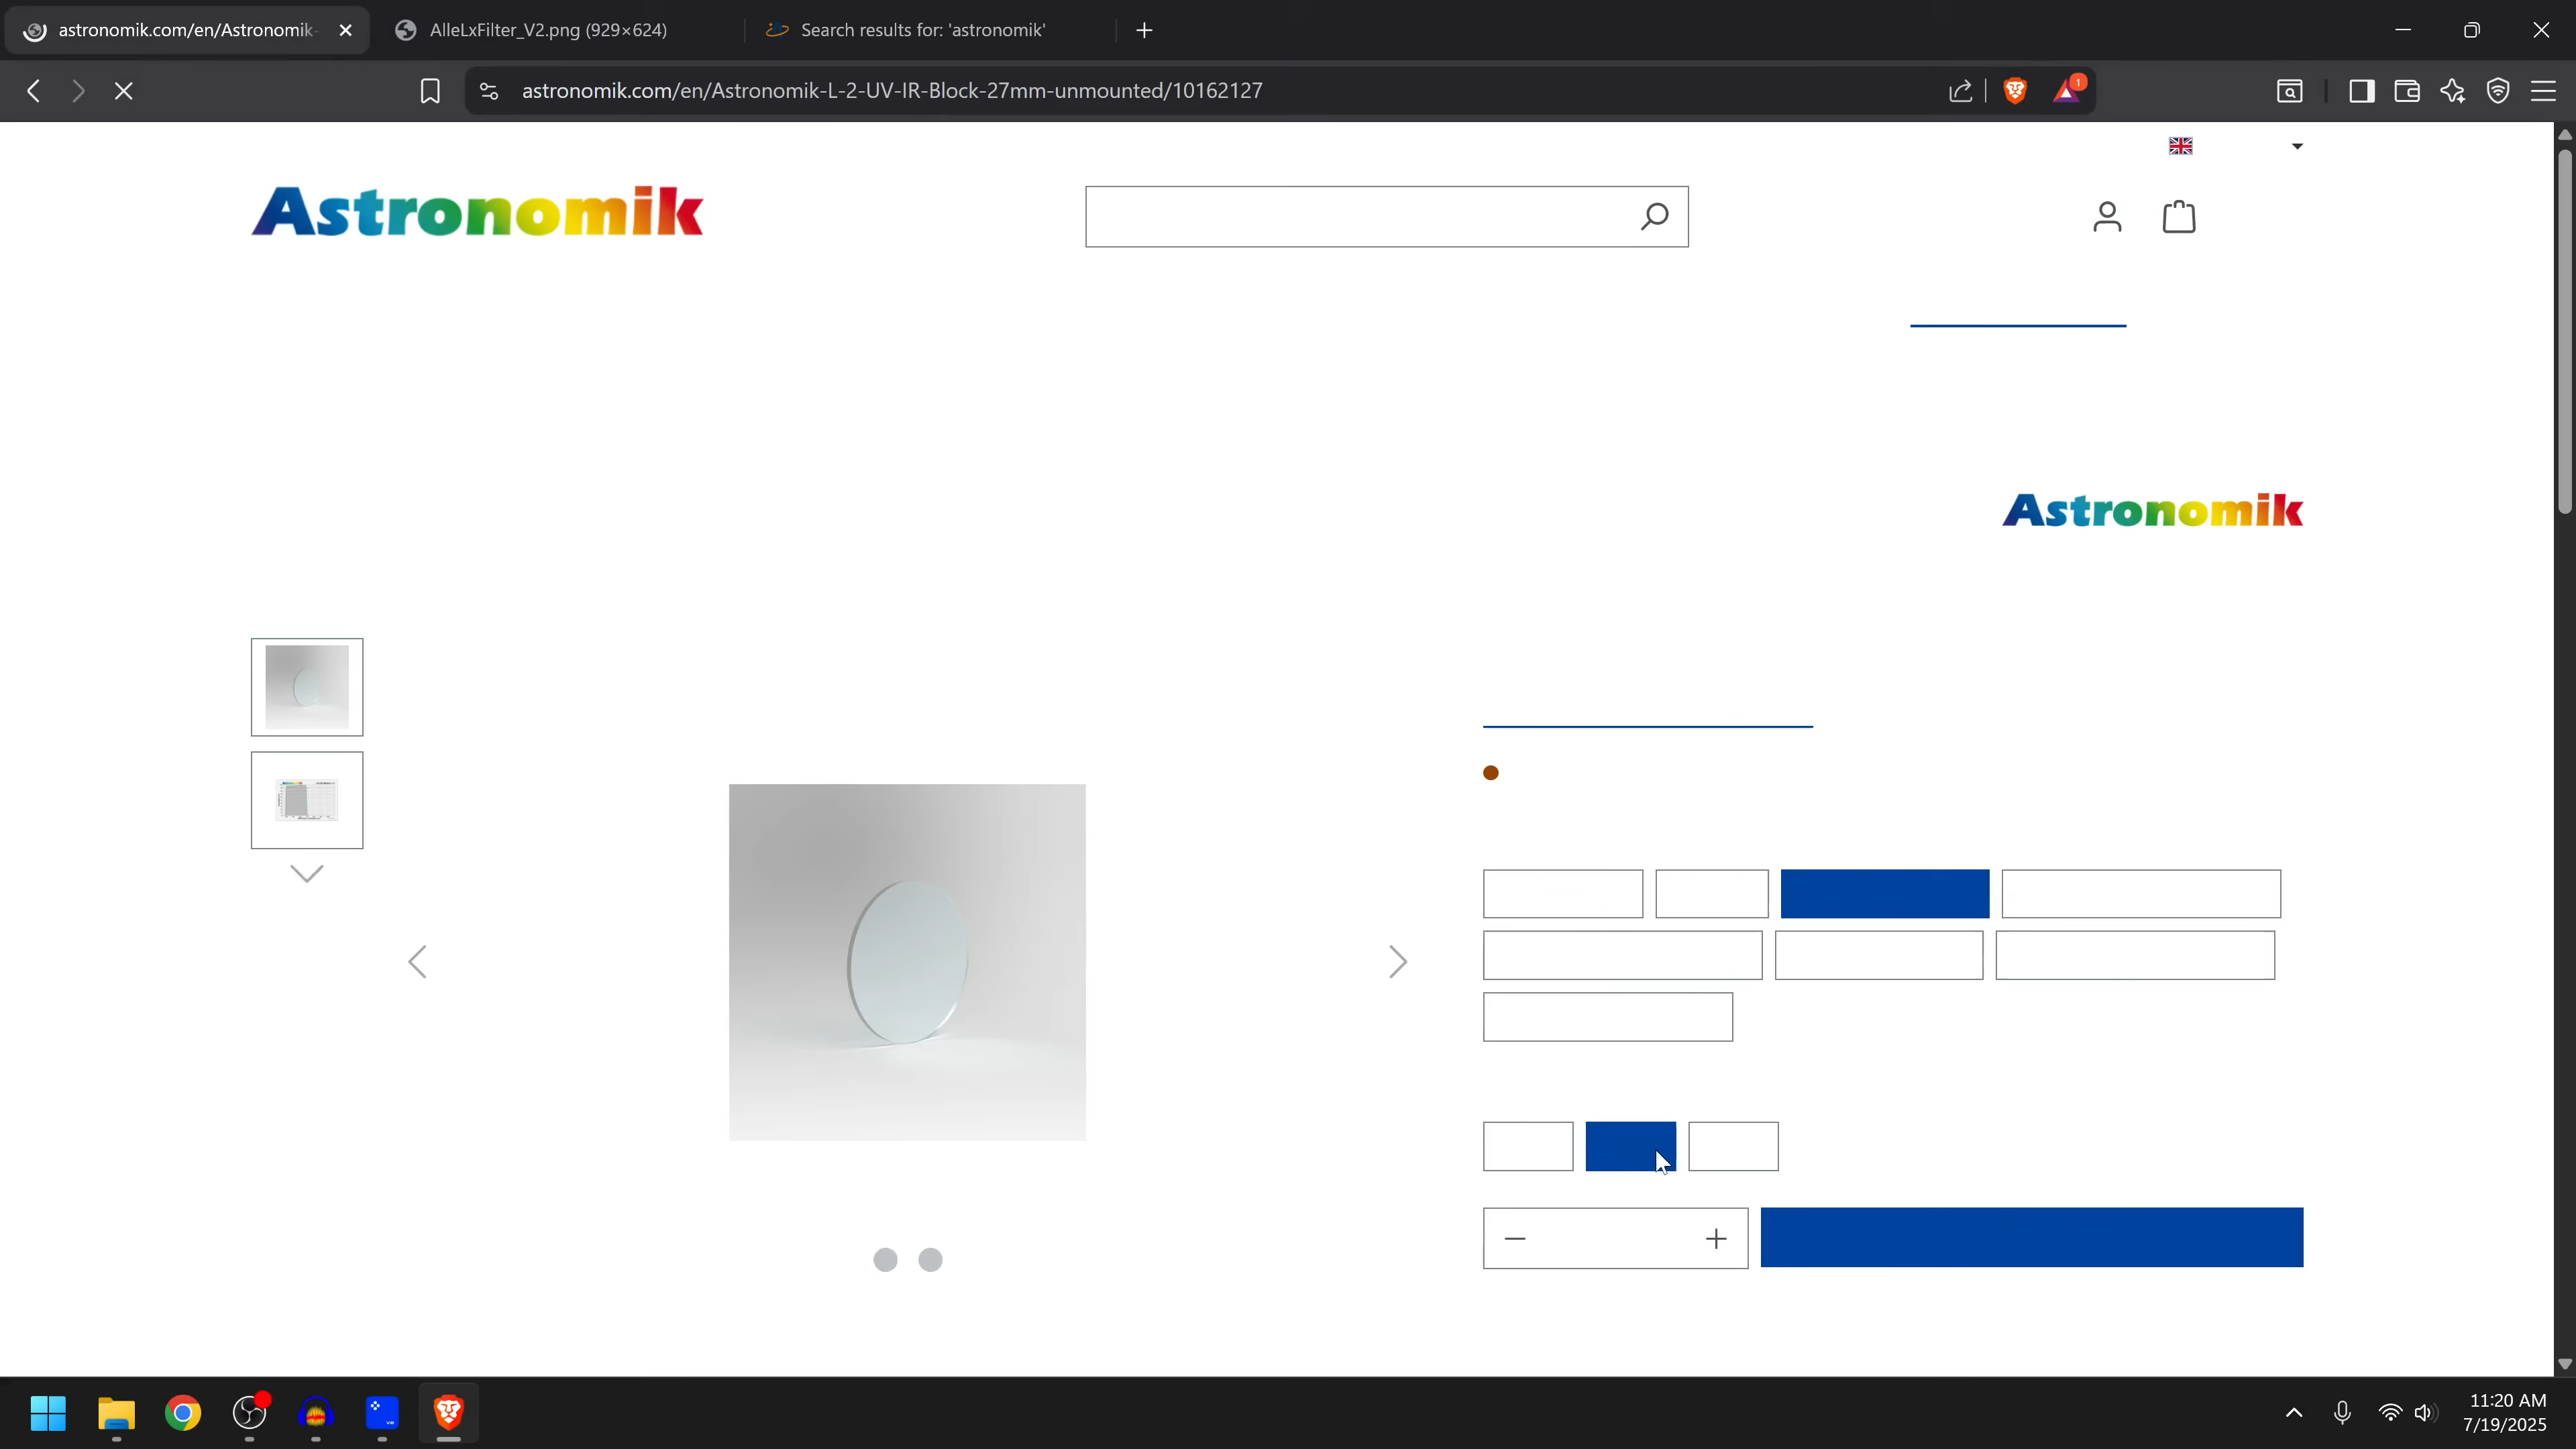 astronomik.com/en/Astronomik-
AlleLxFilter_V2.png (929×624)
Search results for: 'astronomik'
astronomik.com/en/Astronomik-L-2-UV-IR-Block-27mm-unmounted/10162127
1
Astronomik
Astronomik
11:20 AM
7/19/2025